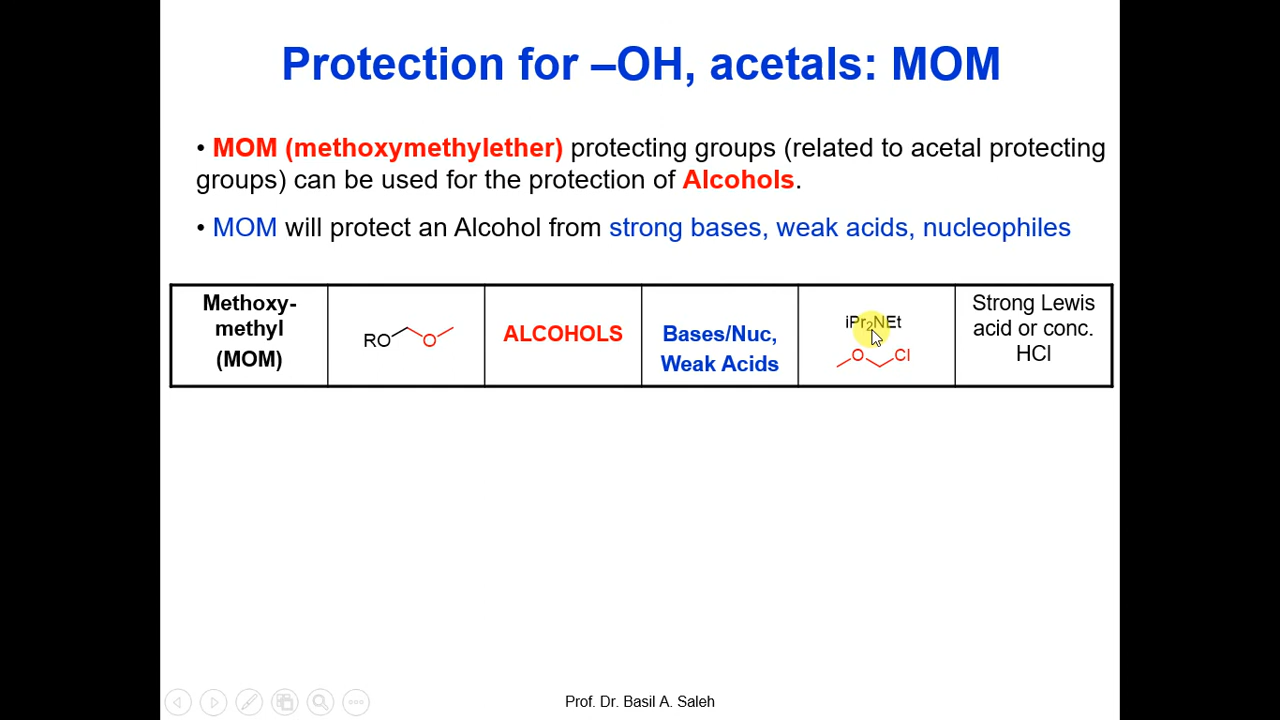 Protection for –OH, acetals: MOM
• MOM (methoxymethylether) protecting groups (related to acetal protecting
groups) can be used for the protection of Alcohols.
• MOM will protect an Alcohol from strong bases, weak acids, nucleophiles
Methoxy-
methyl
(MOM)
RO
O
ALCOHOLS
Bases/Nuc,
Weak Acids
iPr2NEt
O
Cl
Strong Lewis
acid or conc.
HCl
Prof. Dr. Basil A. Saleh